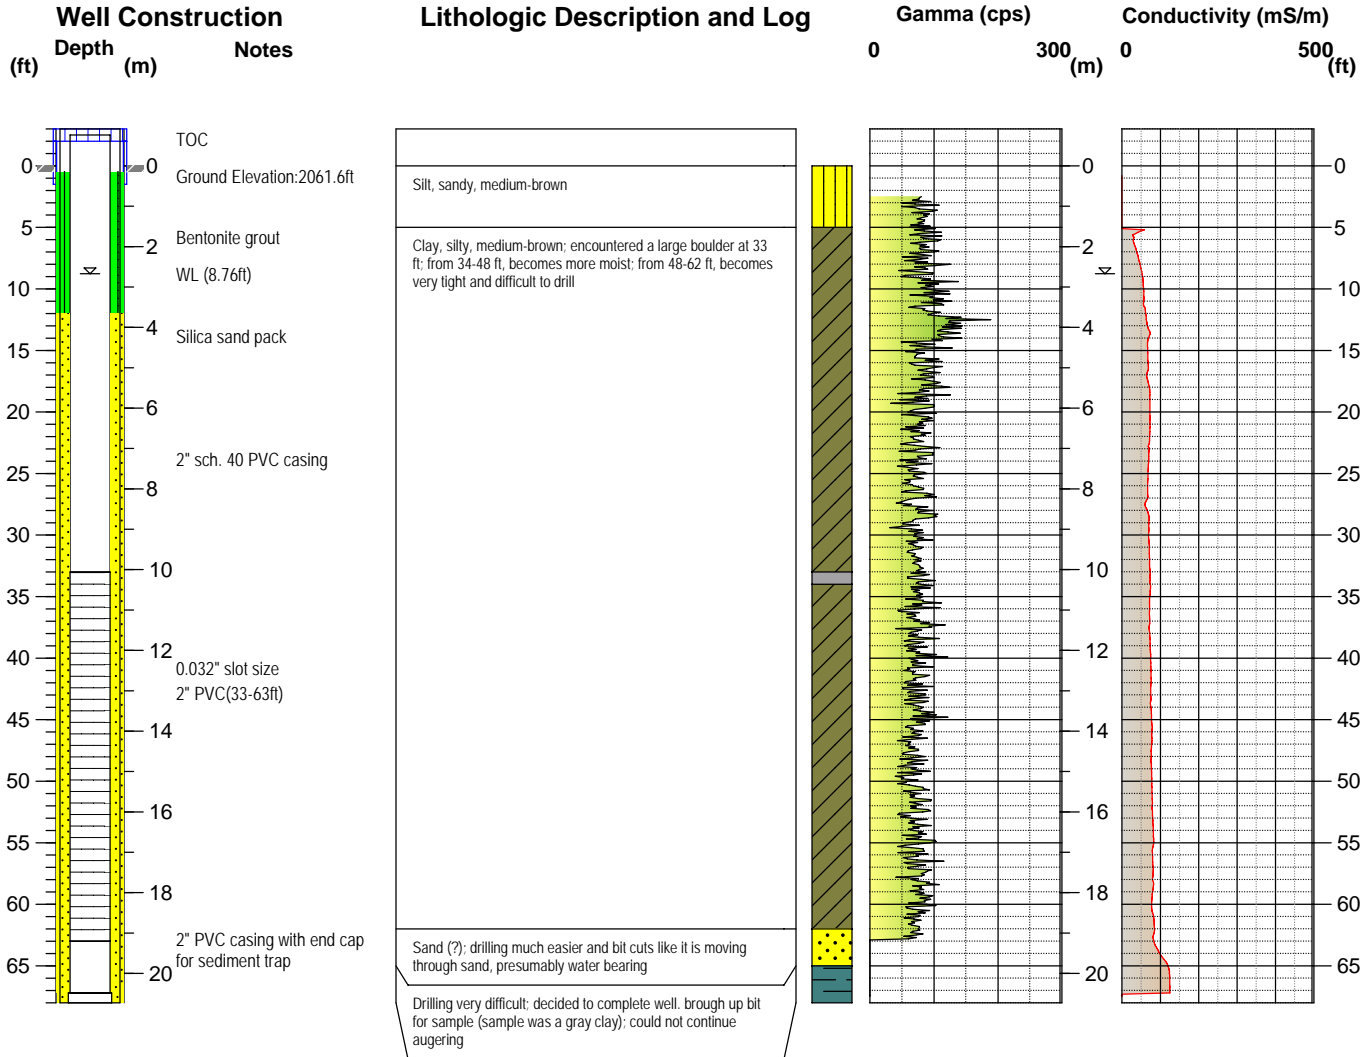 Well Construction
Lithologic Description and Log
Gamma (cps)
Conductivity (mS/m)
Depth
Notes
0 300
0 500
(ft) (m) (m) (ft)
TOC
0 0 0 0
Ground Elevation:2061.6ft
Silt, sandy, medium-brown
5 5
Bentonite grout
Clay, silty, medium-brown; encountered a large boulder at 33
ft; from 34-48 ft, becomes more moist; from 48-62 ft, becomes
very tight and difficult to drill
2 2
WL (8.76ft)
10 10
4 4
Silica sand pack
15 15
6 6
20 20
2" sch. 40 PVC casing
25 25
8 8
30 30
10 10
35 35
12 12
40 40
0.032" slot size
2" PVC(33-63ft)
45 45
14 14
50 50
16 16
55 55
18 18
60 60
2" PVC casing with end cap
for sediment trap
Sand (?); drilling much easier and bit cuts like it is moving
through sand, presumably water bearing
65 65
20 20
Drilling very difficult; decided to complete well. brough up bit
for sample (sample was a gray clay); could not continue
augering